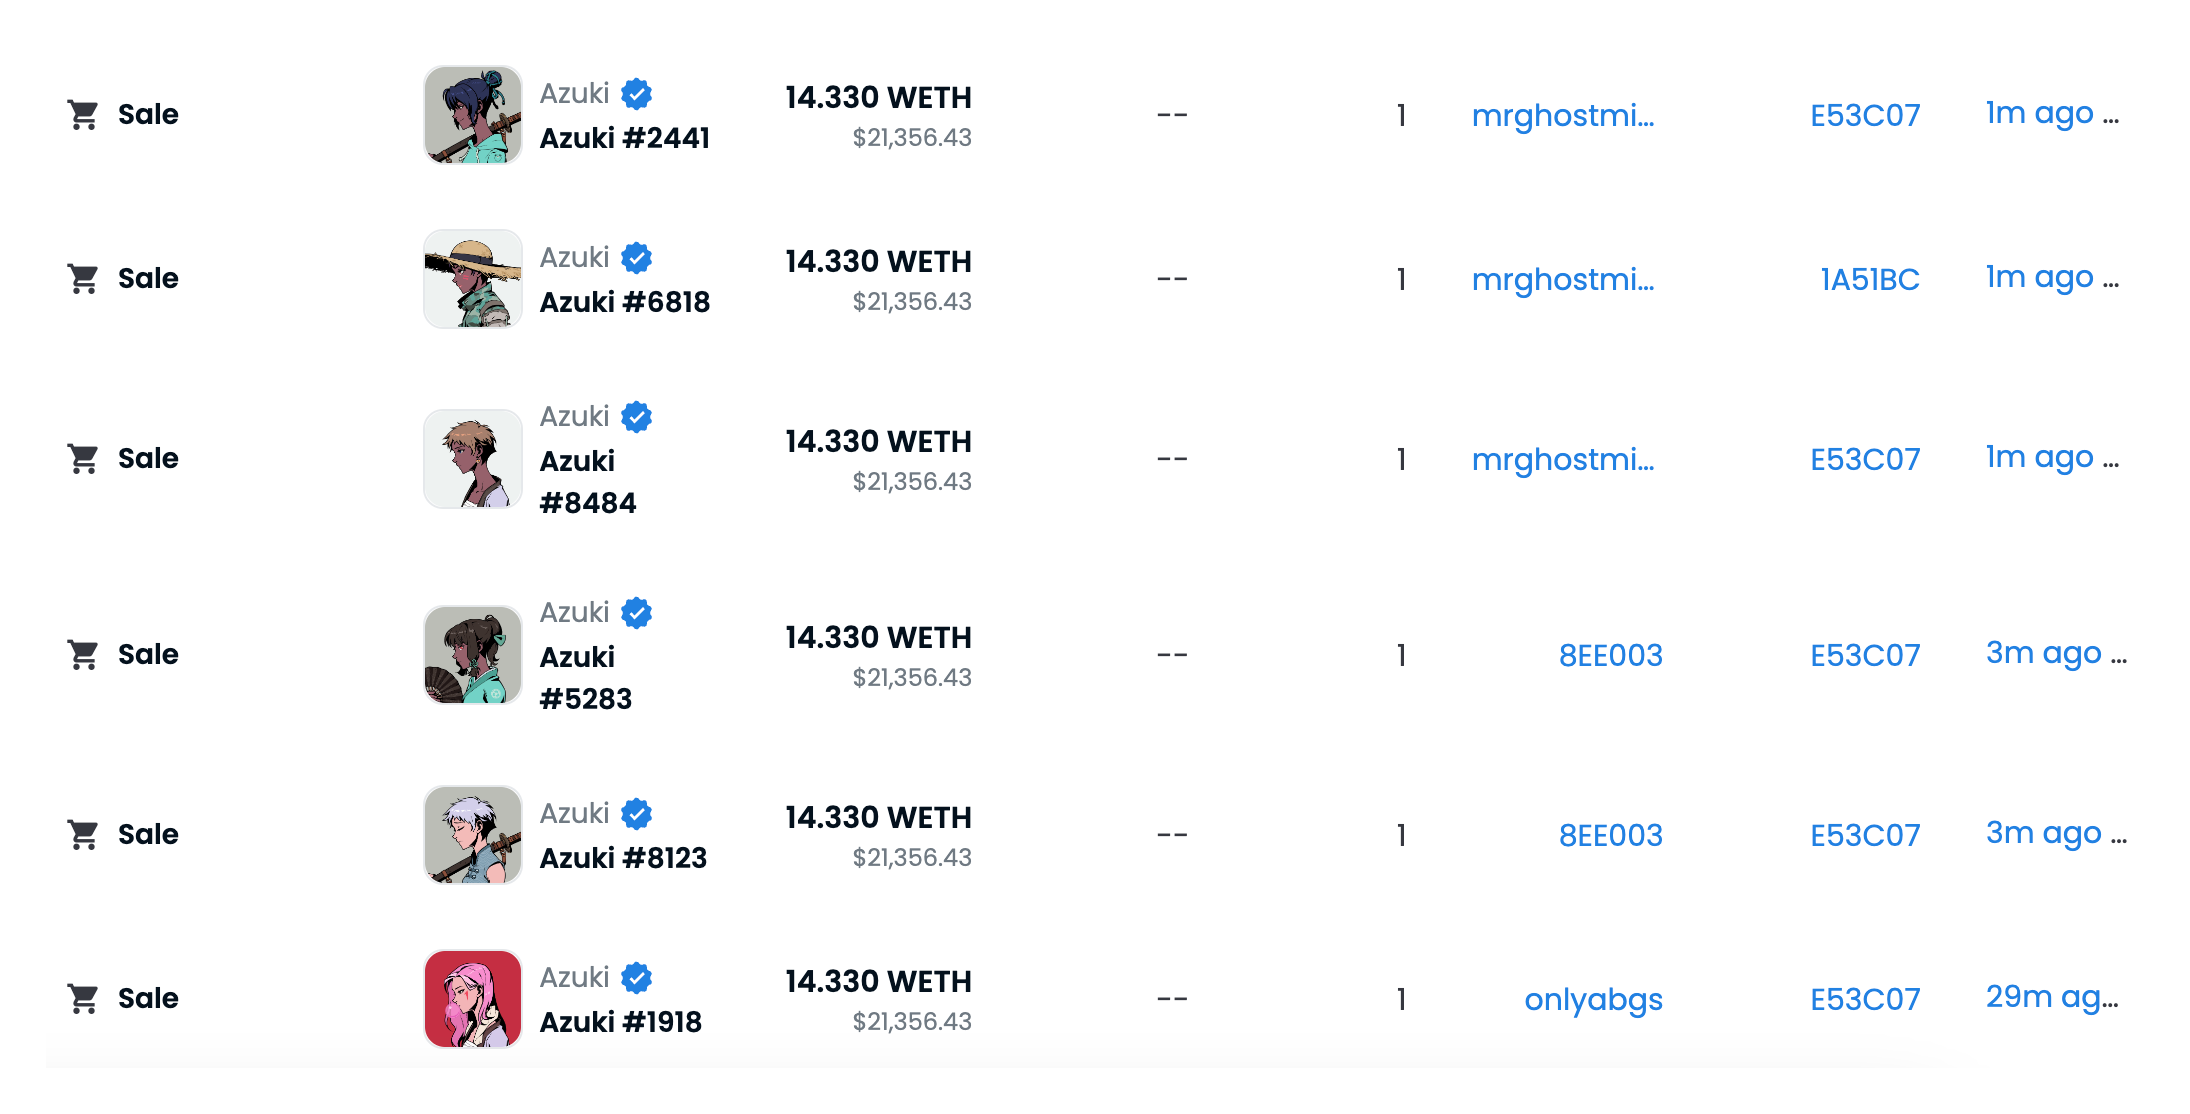 Sale
Azuki
Azuki #2441
14.330 WETH
$21,356.43
--
1
mrghostmi...
E53C07
1m ago ...
Sale
Azuki
Azuki #6818
14.330 WETH
$21,356.43
--
1
mrghostmi...
1A51BC
1m ago ...
Sale
Azuki
Azuki
#8484
14.330 WETH
$21,356.43
--
1
mrghostmi...
E53C07
1m ago ...
Sale
Azuki
Azuki
#5283
14.330 WETH
$21,356.43
--
1
8EE003
E53C07
3m ago ...
Sale
Azuki
Azuki #8123
14.330 WETH
$21,356.43
--
1
8EE003
E53C07
3m ago ...
Sale
Azuki
Azuki #1918
14.330 WETH
$21,356.43
--
1
onlyabgs
E53C07
29m ag...